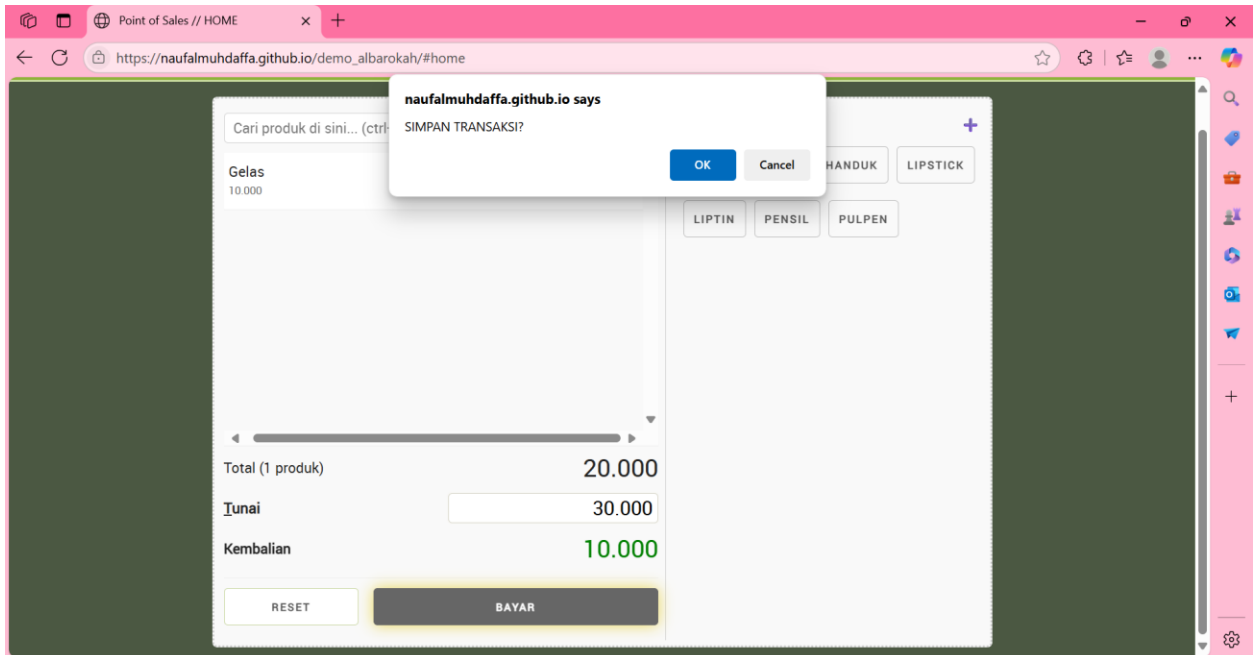 Point of Sales // HOME
https://naufalmuhdaffa.github.io/demo_albarokah/#home
naufalmuhdaffa.github.io says
SIMPAN TRANSAKSI?
OK Cancel
Cari produk di sini... (ctrl-
Gelas
10.000
HANDUK LIPSTICK
LIPTIN PENSIL PULPEN
Total (1 produk) 20.000
Tunai 30.000
Kembalian 10.000
RESET BAYAR